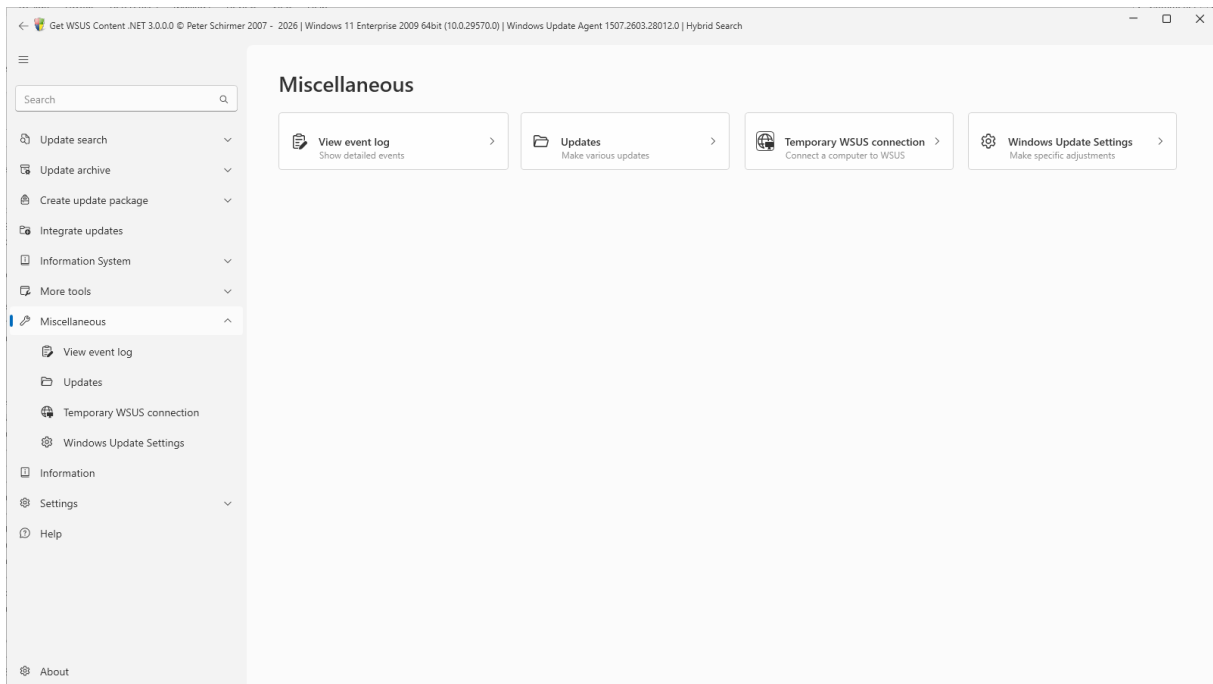 Get WSUS Content .NET 3.0.0.0 © Peter Schirmer 2007 - 2026 | Windows 11 Enterprise 2009 64bit (10.0.29570.0) | Windows Update Agent 1507.2603.28012.0 | Hybrid Search
Search
Update search
Update archive
Create update package
Integrate updates
Information System
More tools
Miscellaneous
View event log
Updates
Temporary WSUS connection
Windows Update Settings
Information
Settings
Help
About
Miscellaneous
View event log
Show detailed events
Updates
Make various updates
Temporary WSUS connection
Connect a computer to WSUS
Windows Update Settings
Make specific adjustments